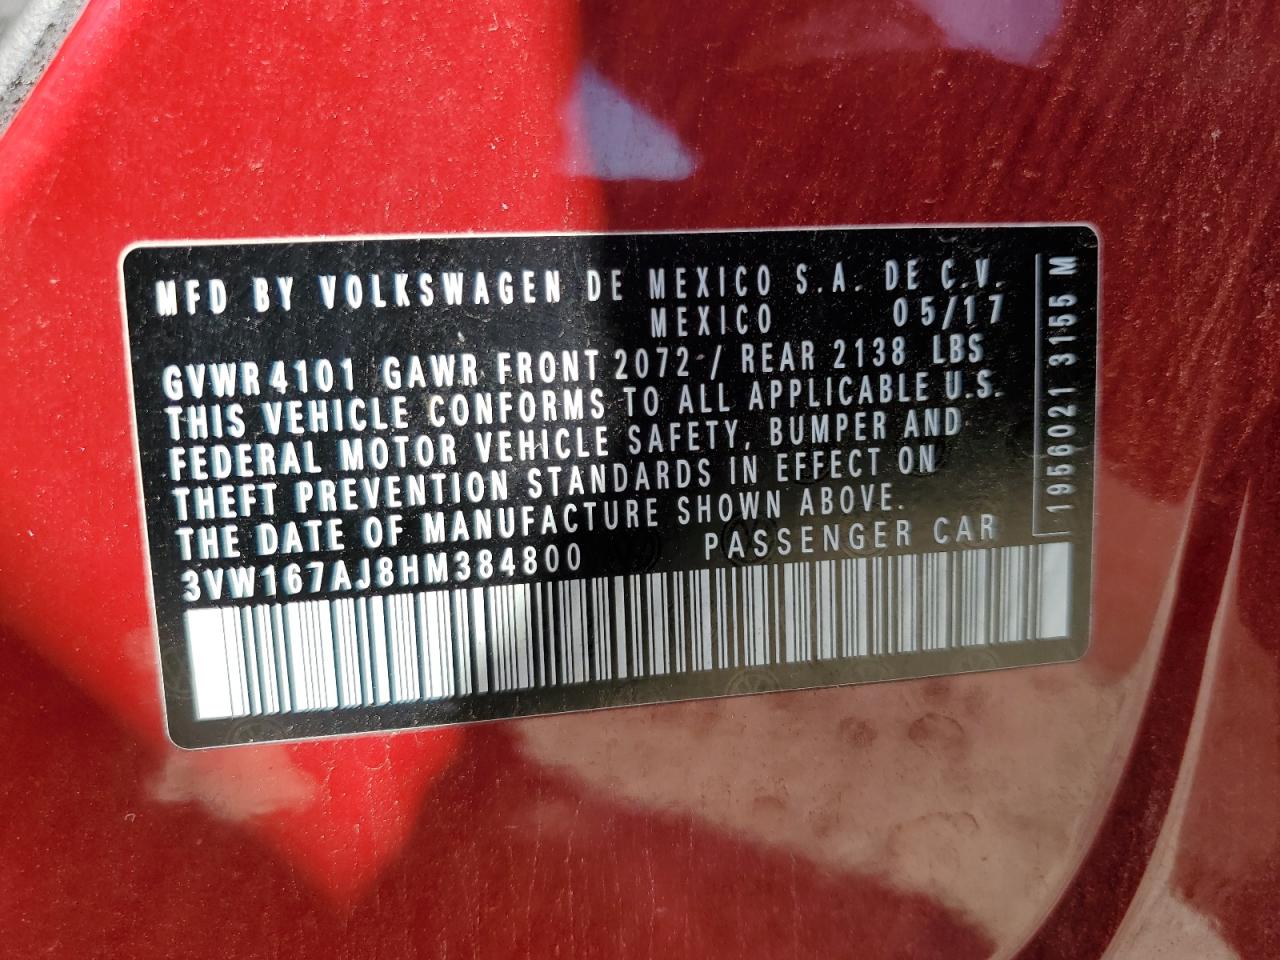 MFD BY VOLKSWAGEN DE MEXICO S.A. DE C.V.
MEXICO 05/17
GVWR 4101 GAWR FRONT 2072 / REAR 2138 LBS
THIS VEHICLE CONFORMS TO ALL APPLICABLE U.S.
FEDERAL MOTOR VEHICLE SAFETY, BUMPER AND
THEFT PREVENTION STANDARDS IN EFFECT ON
THE DATE OF MANUFACTURE SHOWN ABOVE.
3VW167AJ8HM384800 PASSENGER CAR
1956021 3155 M